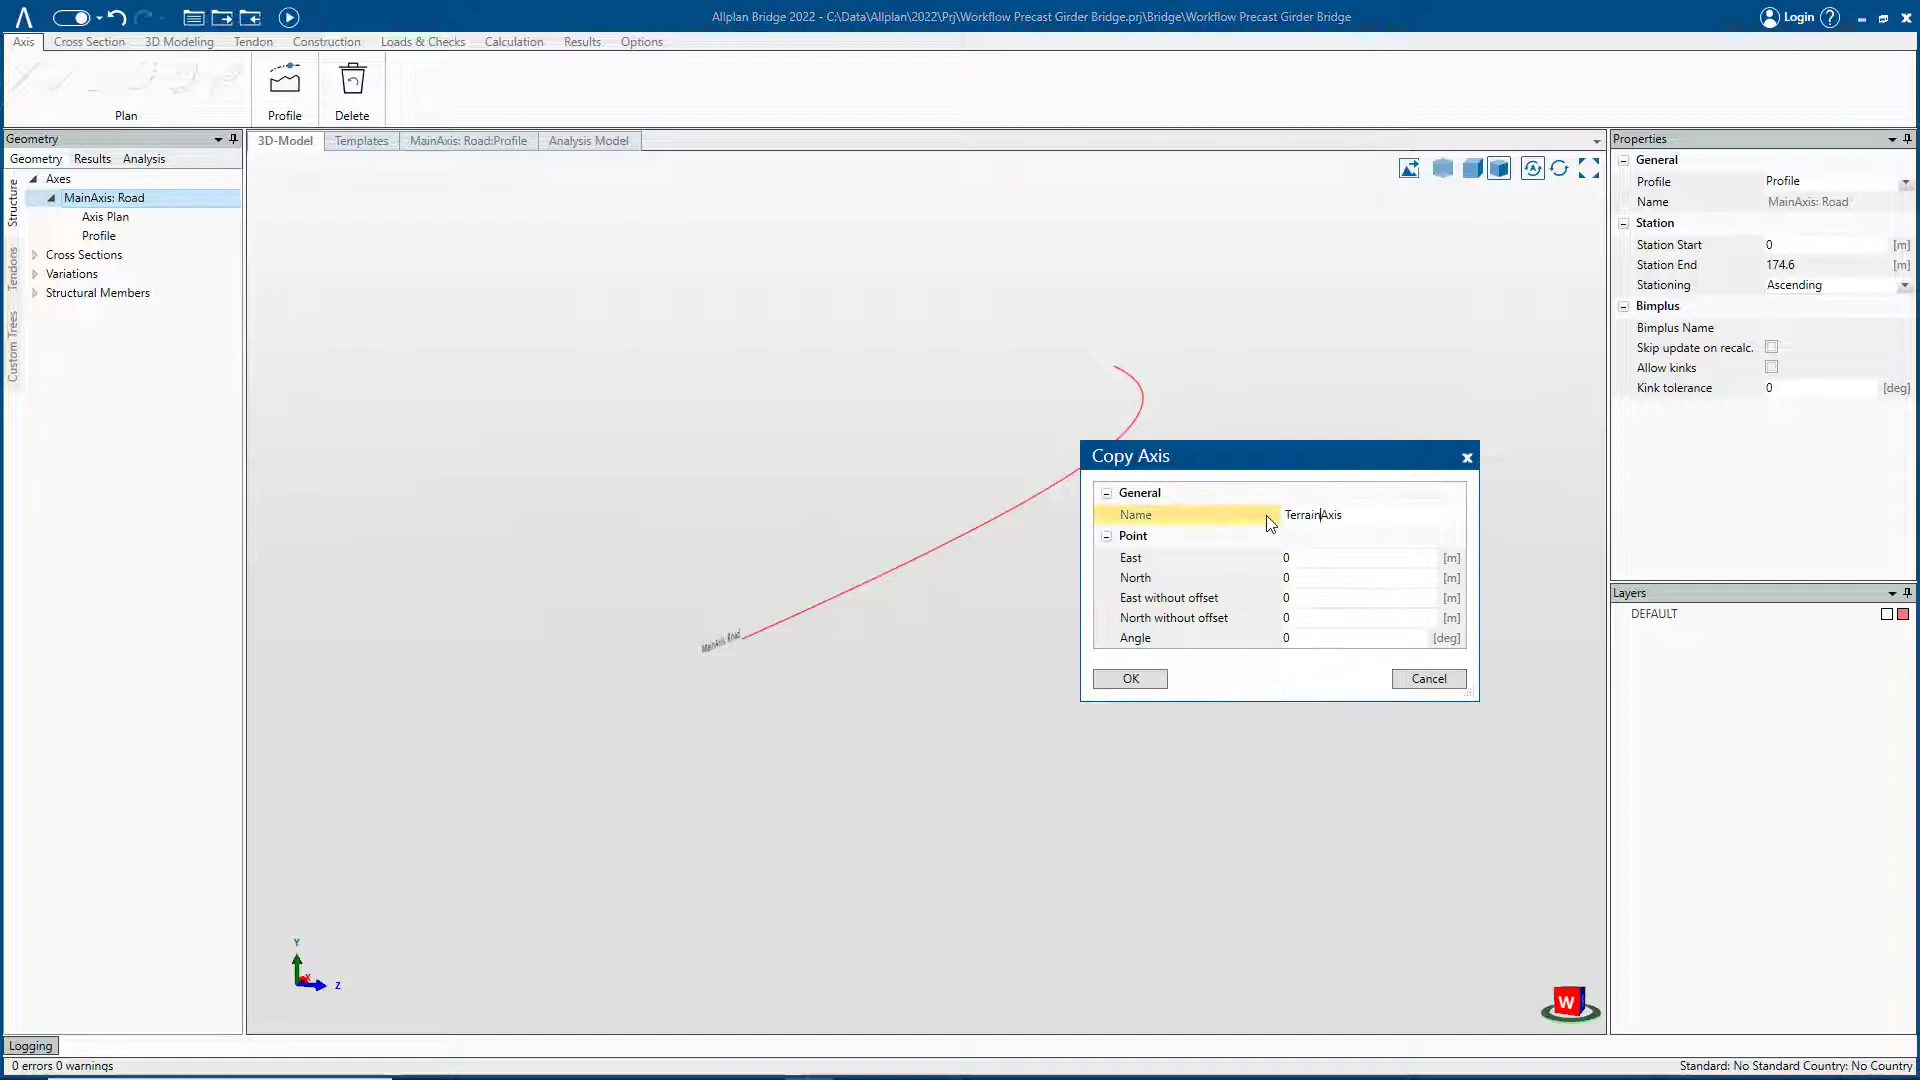 Allplan Bridge 2022 - C:\Data\Allplan\2022\Prj\Workflow Precast Girder Bridge.prj\Bridge\Workflow Precast Girder Bridge
Login ?
Axis Cross Section 3D Modeling Tendon Construction Loads & Checks Calculation Results Options
Plan Profile Delete
Geometry
Geometry Results Analysis
Structure
Tendons
Custom Trees
Axes
MainAxis: Road
Axis Plan
Profile
Cross Sections
Variations
Structural Members
3D-Model Templates MainAxis: Road:Profile Analysis Model
MainAxis: Road
Copy Axis
General
Name TerrainAxis
Point
East 0 [m]
North 0 [m]
East without offset 0 [m]
North without offset 0 [m]
Angle 0 [deg]
OK Cancel
Y
X
Z
W
Properties
General
Profile Profile
Name MainAxis: Road
Station
Station Start 0 [m]
Station End 174.6 [m]
Stationing Ascending
Bimplus
Bimplus Name
Skip update on recalc.
Allow kinks
Kink tolerance 0 [deg]
Layers
DEFAULT
Logging
0 errors 0 warnings
Standard: No Standard Country: No Country